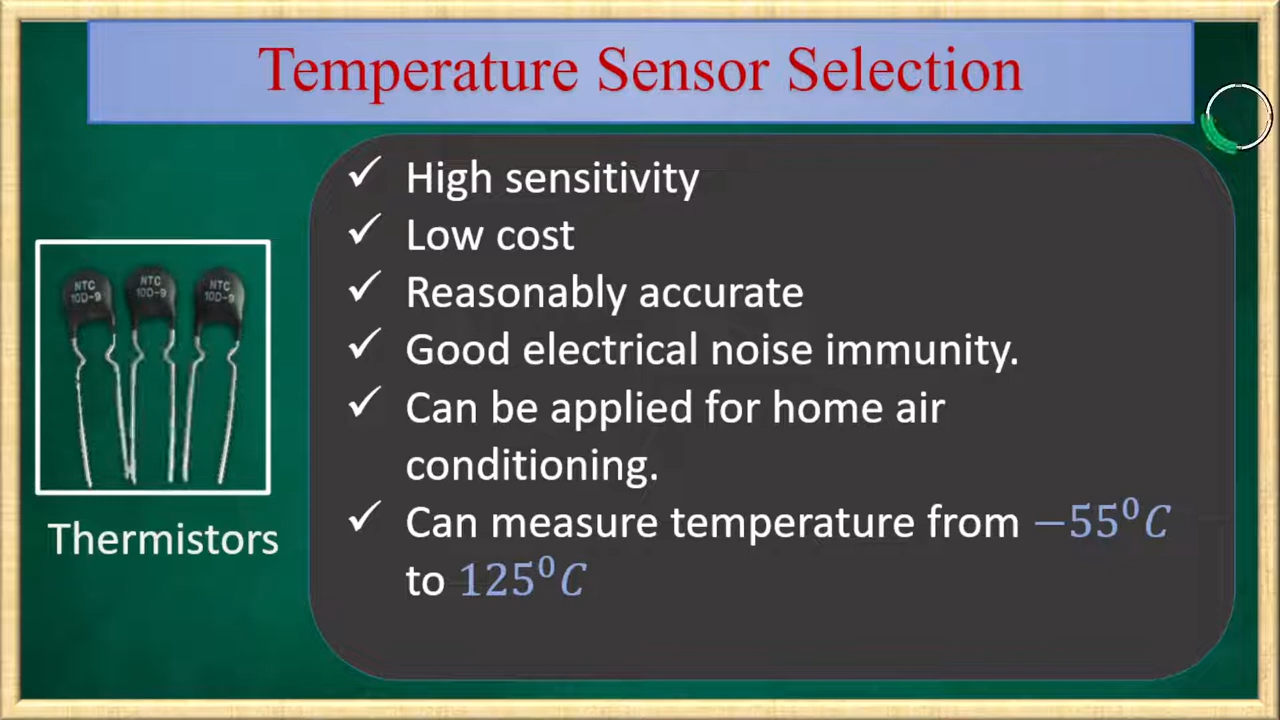 Temperature Sensor Selection
✓ High sensitivity
✓ Low cost
✓ Reasonably accurate
✓ Good electrical noise immunity.
✓ Can be applied for home air
conditioning.
✓ Can measure temperature from −55⁰C
to 125⁰C
NTC
10D-9
NTC
10D-9
NTC
10D-9
Thermistors